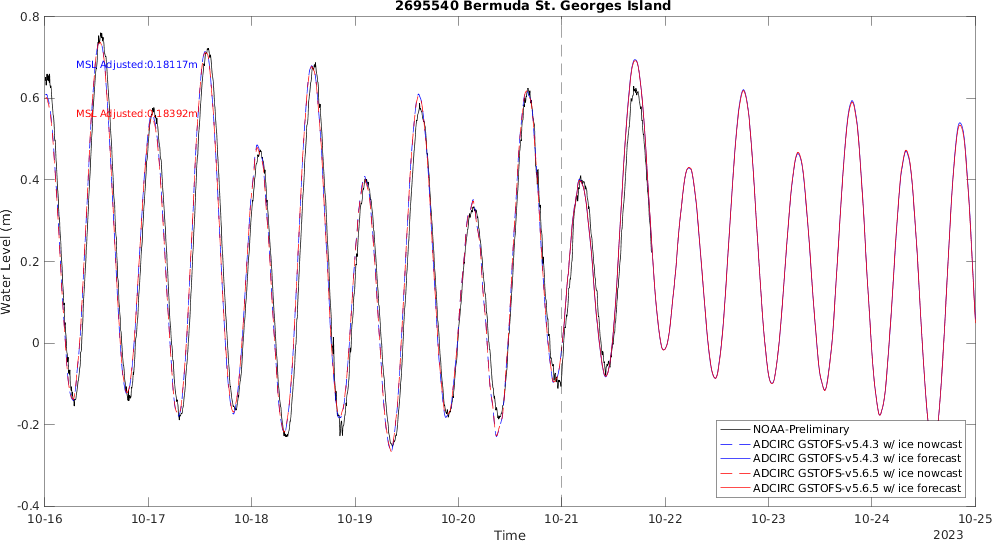 2695540 Bermuda St. Georges Island
0.8
0.6
0.4
0.2
0
-0.2
-0.4
Water Level (m)
MSL Adjusted:0.18117m
MSL Adjusted:0.18392m
NOAA-Preliminary
ADCIRC GSTOFS-v5.4.3 w/ ice nowcast
ADCIRC GSTOFS-v5.4.3 w/ ice forecast
ADCIRC GSTOFS-v5.6.5 w/ ice nowcast
ADCIRC GSTOFS-v5.6.5 w/ ice forecast
10-16 10-17 10-18 10-19 10-20 10-21 10-22 10-23 10-24 10-25
Time
2023